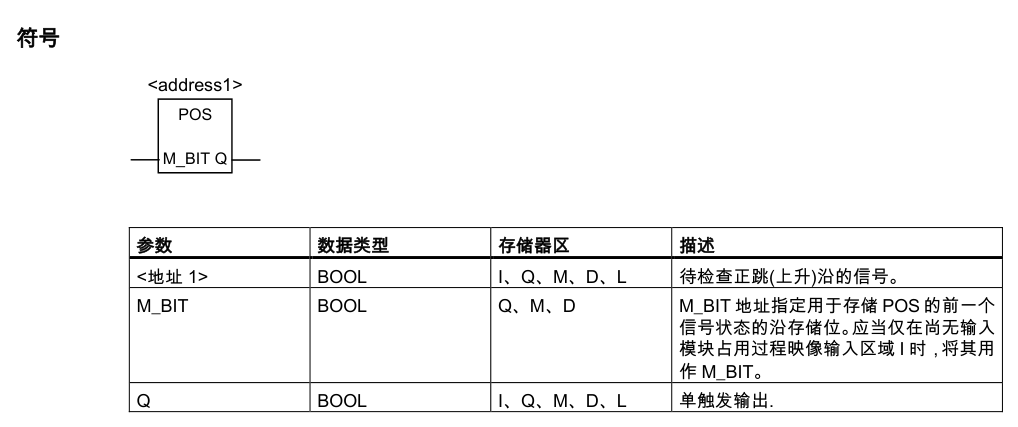 符号
<address1>
POS
M_BIT Q
参数 数据类型 存储器区 描述
<地址 1> BOOL I、Q、M、D、L 待检查正跳(上升)沿的信号。
M_BIT BOOL Q、M、D M_BIT 地址指定用于存储 POS 的前一个
信号状态的沿存储位。应当仅在尚无输入
模块占用过程映像输入区域 I 时 ,将其用
作 M_BIT。
Q BOOL I、Q、M、D、L 单触发输出.